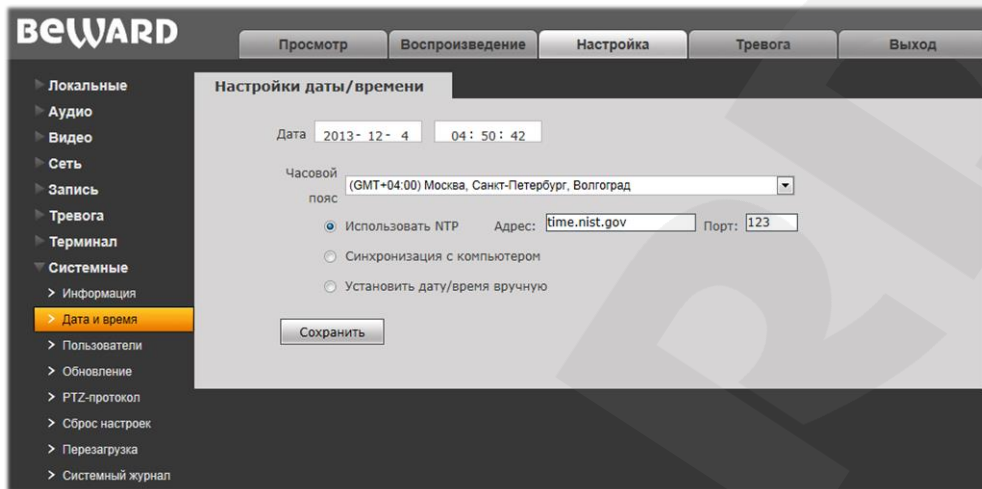 BEWARD
Просмотр Воспроизведение Настройка Тревога Выход
Локальные
Аудио
Видео
Сеть
Запись
Тревога
Терминал
Системные
Информация
Дата и время
Пользователи
Обновление
PTZ-протокол
Сброс настроек
Перезагрузка
Системный журнал
Настройки даты/времени
Дата 2013- 12- 4 04: 50: 42
Часовой
пояс (GMT+04:00) Москва, Санкт-Петербург, Волгоград
Использовать NTP Адрес: time.nist.gov Порт: 123
Синхронизация с компьютером
Установить дату/время вручную
Сохранить